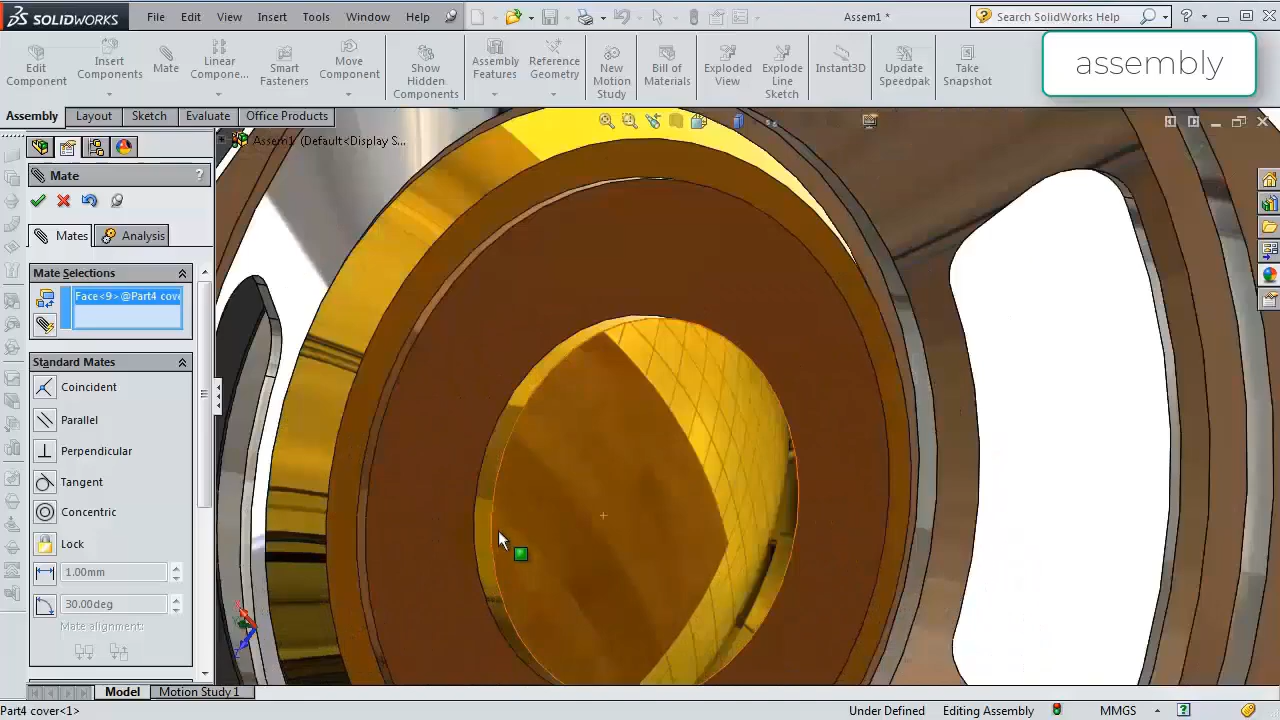 SOLIDWORKS File Edit View Insert Tools Window Help Assem1 * Search SolidWorks Help
assembly
Edit Component
Insert Components
Mate
Linear Compone...
Smart Fasteners
Move Component
Show Hidden Components
Assembly Features
Reference Geometry
New Motion Study
Bill of Materials
Exploded View
Explode Line Sketch
Instant3D
Update Speedpak
Take Snapshot
Assembly Layout Sketch Evaluate Office Products
Assem1 (Default<Display S...
Mate ?
Mates Analysis
Mate Selections
Face<9>@Part4 cove
Standard Mates
Coincident
Parallel
Perpendicular
Tangent
Concentric
Lock
1.00mm
30.00deg
Mate alignment:
Model Motion Study 1
Part4 cover<1> Under Defined Editing Assembly MMGS